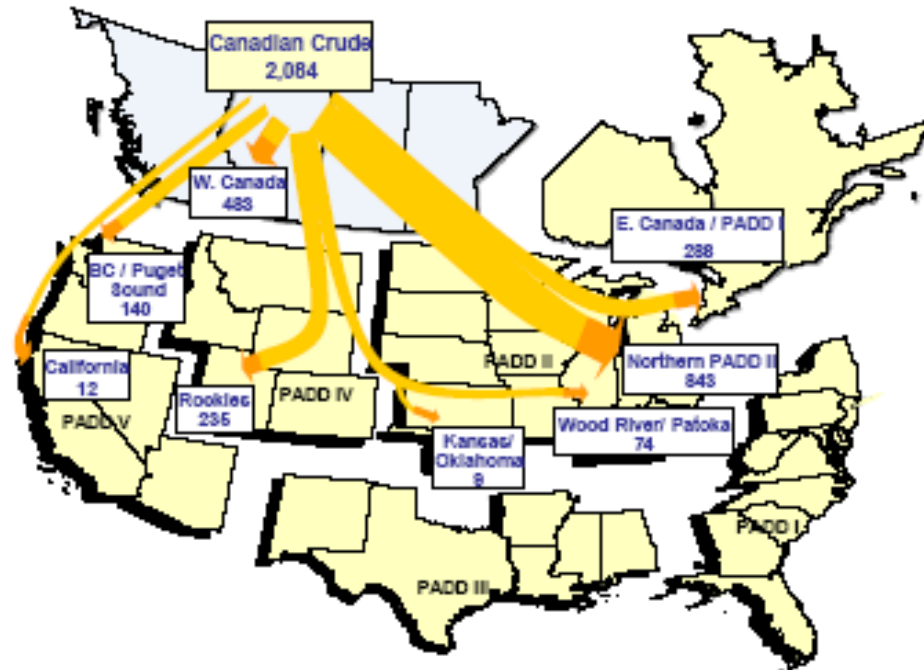 Canadian Crude
2,084
W. Canada
483
E. Canada / PADD I
288
BC / Puget
Sound
140
California
12
PADD V
Rockies
235
PADD IV
PADD II
Northern PADD II
843
Kansas/
Oklahoma
9
Wood River/ Patoka
74
PADD I
PADD III